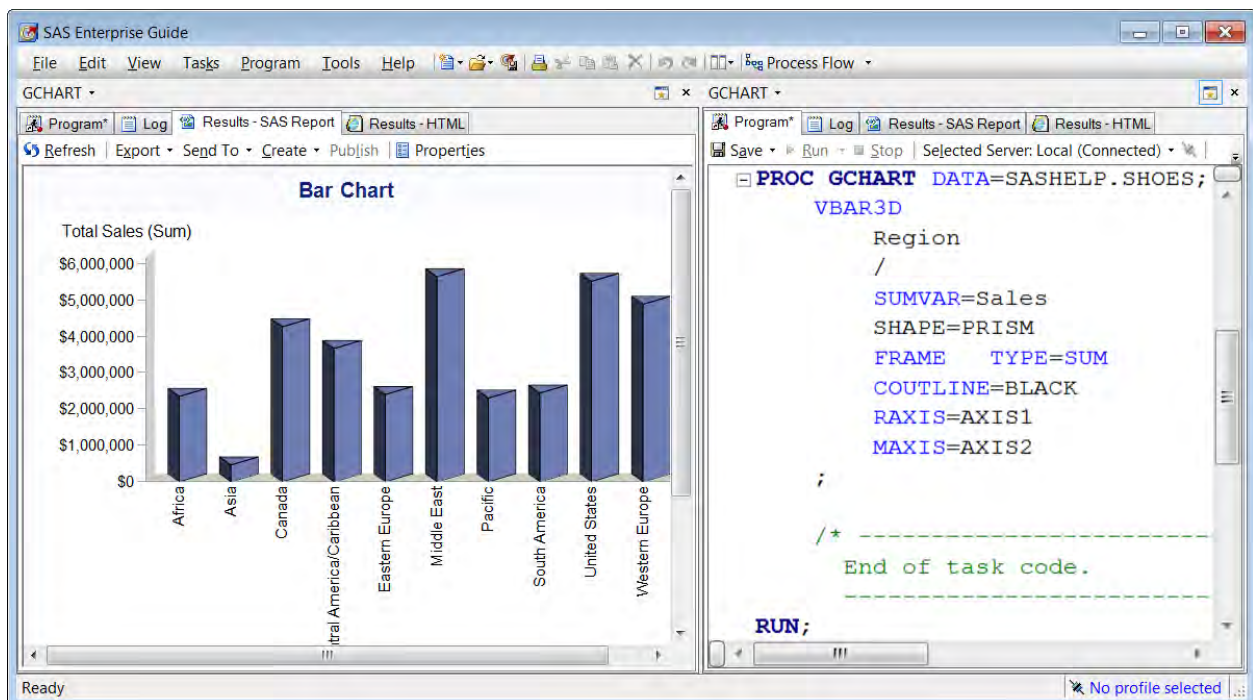 SAS Enterprise Guide
File Edit View Tasks Program Tools Help Process Flow
GCHART
Program* Log Results - SAS Report Results - HTML
Refresh Export Send To Create Publish Properties
Bar Chart
Total Sales (Sum)
$6,000,000
$5,000,000
$4,000,000
$3,000,000
$2,000,000
$1,000,000
$0
Africa
Asia
Canada
tral America/Caribbean
Eastern Europe
Middle East
Pacific
South America
United States
Western Europe
GCHART
Program* Log Results - SAS Report Results - HTML
Save Run Stop Selected Server: Local (Connected)
PROC GCHART DATA=SASHELP.SHOES;
VBAR3D
Region
/
SUMVAR=Sales
SHAPE=PRISM
FRAME TYPE=SUM
COUTLINE=BLACK
RAXIS=AXIS1
MAXIS=AXIS2
;
/* --------------------------
End of task code.
--------------------------
RUN;
Ready
No profile selected